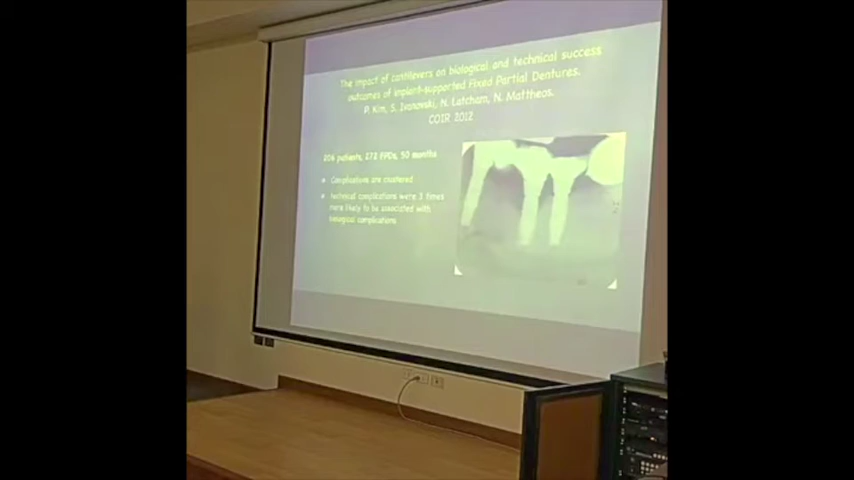 The impact of cantilevers on biological and technical success
outcomes of implant-supported Fixed Partial Dentures.
P. Kim, S. Ivanovski, N. Latcham, N. Mattheos.
COIR 2012
206 patients, 272 FPDs, 50 months
Complications are clustered
technical complications were 3 times
more likely to be associated with
biological complications